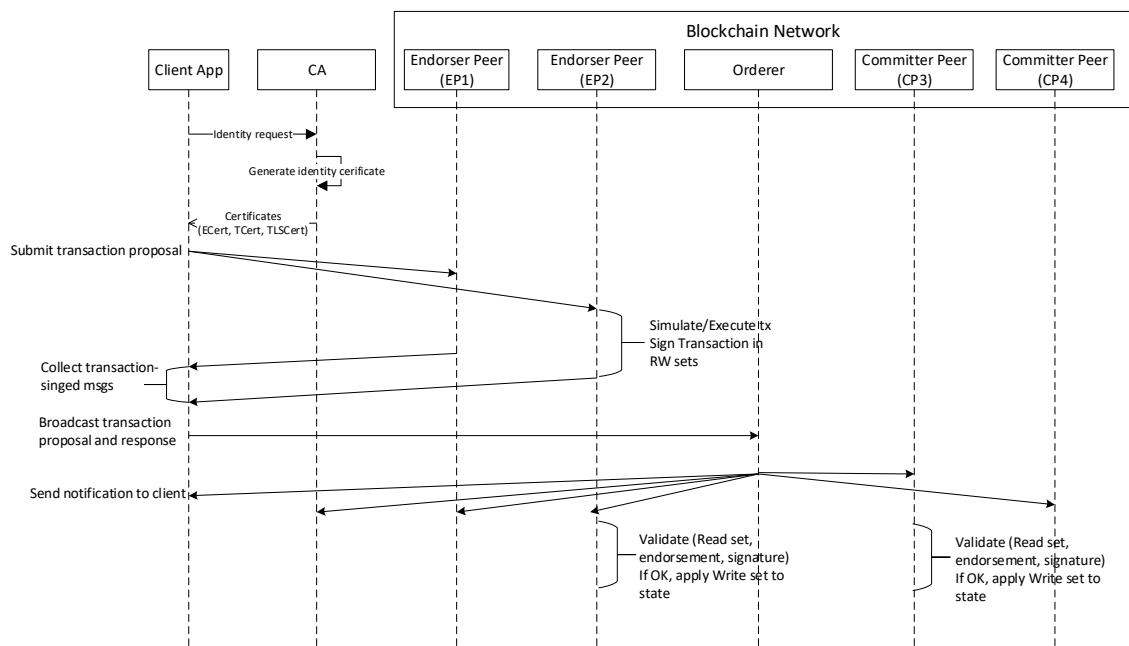 Blockchain Network
Client App
CA
Endorser Peer
(EP1)
Endorser Peer
(EP2)
Orderer
Committer Peer
(CP3)
Committer Peer
(CP4)
Identity request
Generate identity cerificate
Certificates
(ECert, TCert, TLSCert)
Submit transaction proposal
Simulate/Execute tx
Sign Transaction in
RW sets
Collect transaction-
singed msgs
Broadcast transaction
proposal and response
Send notification to client
Validate (Read set,
endorsement, signature)
If OK, apply Write set to
state
Validate (Read set,
endorsement, signature)
If OK, apply Write set to
state